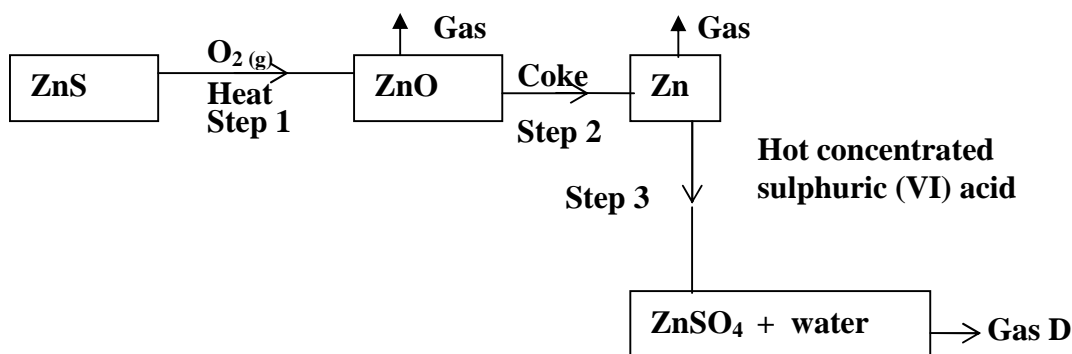 Gas
Gas
O₂ (g)
ZnS
ZnO
Coke
Zn
Heat
Step 1
Step 2
Hot concentrated
sulphuric (VI) acid
Step 3
ZnSO₄ + water
Gas D